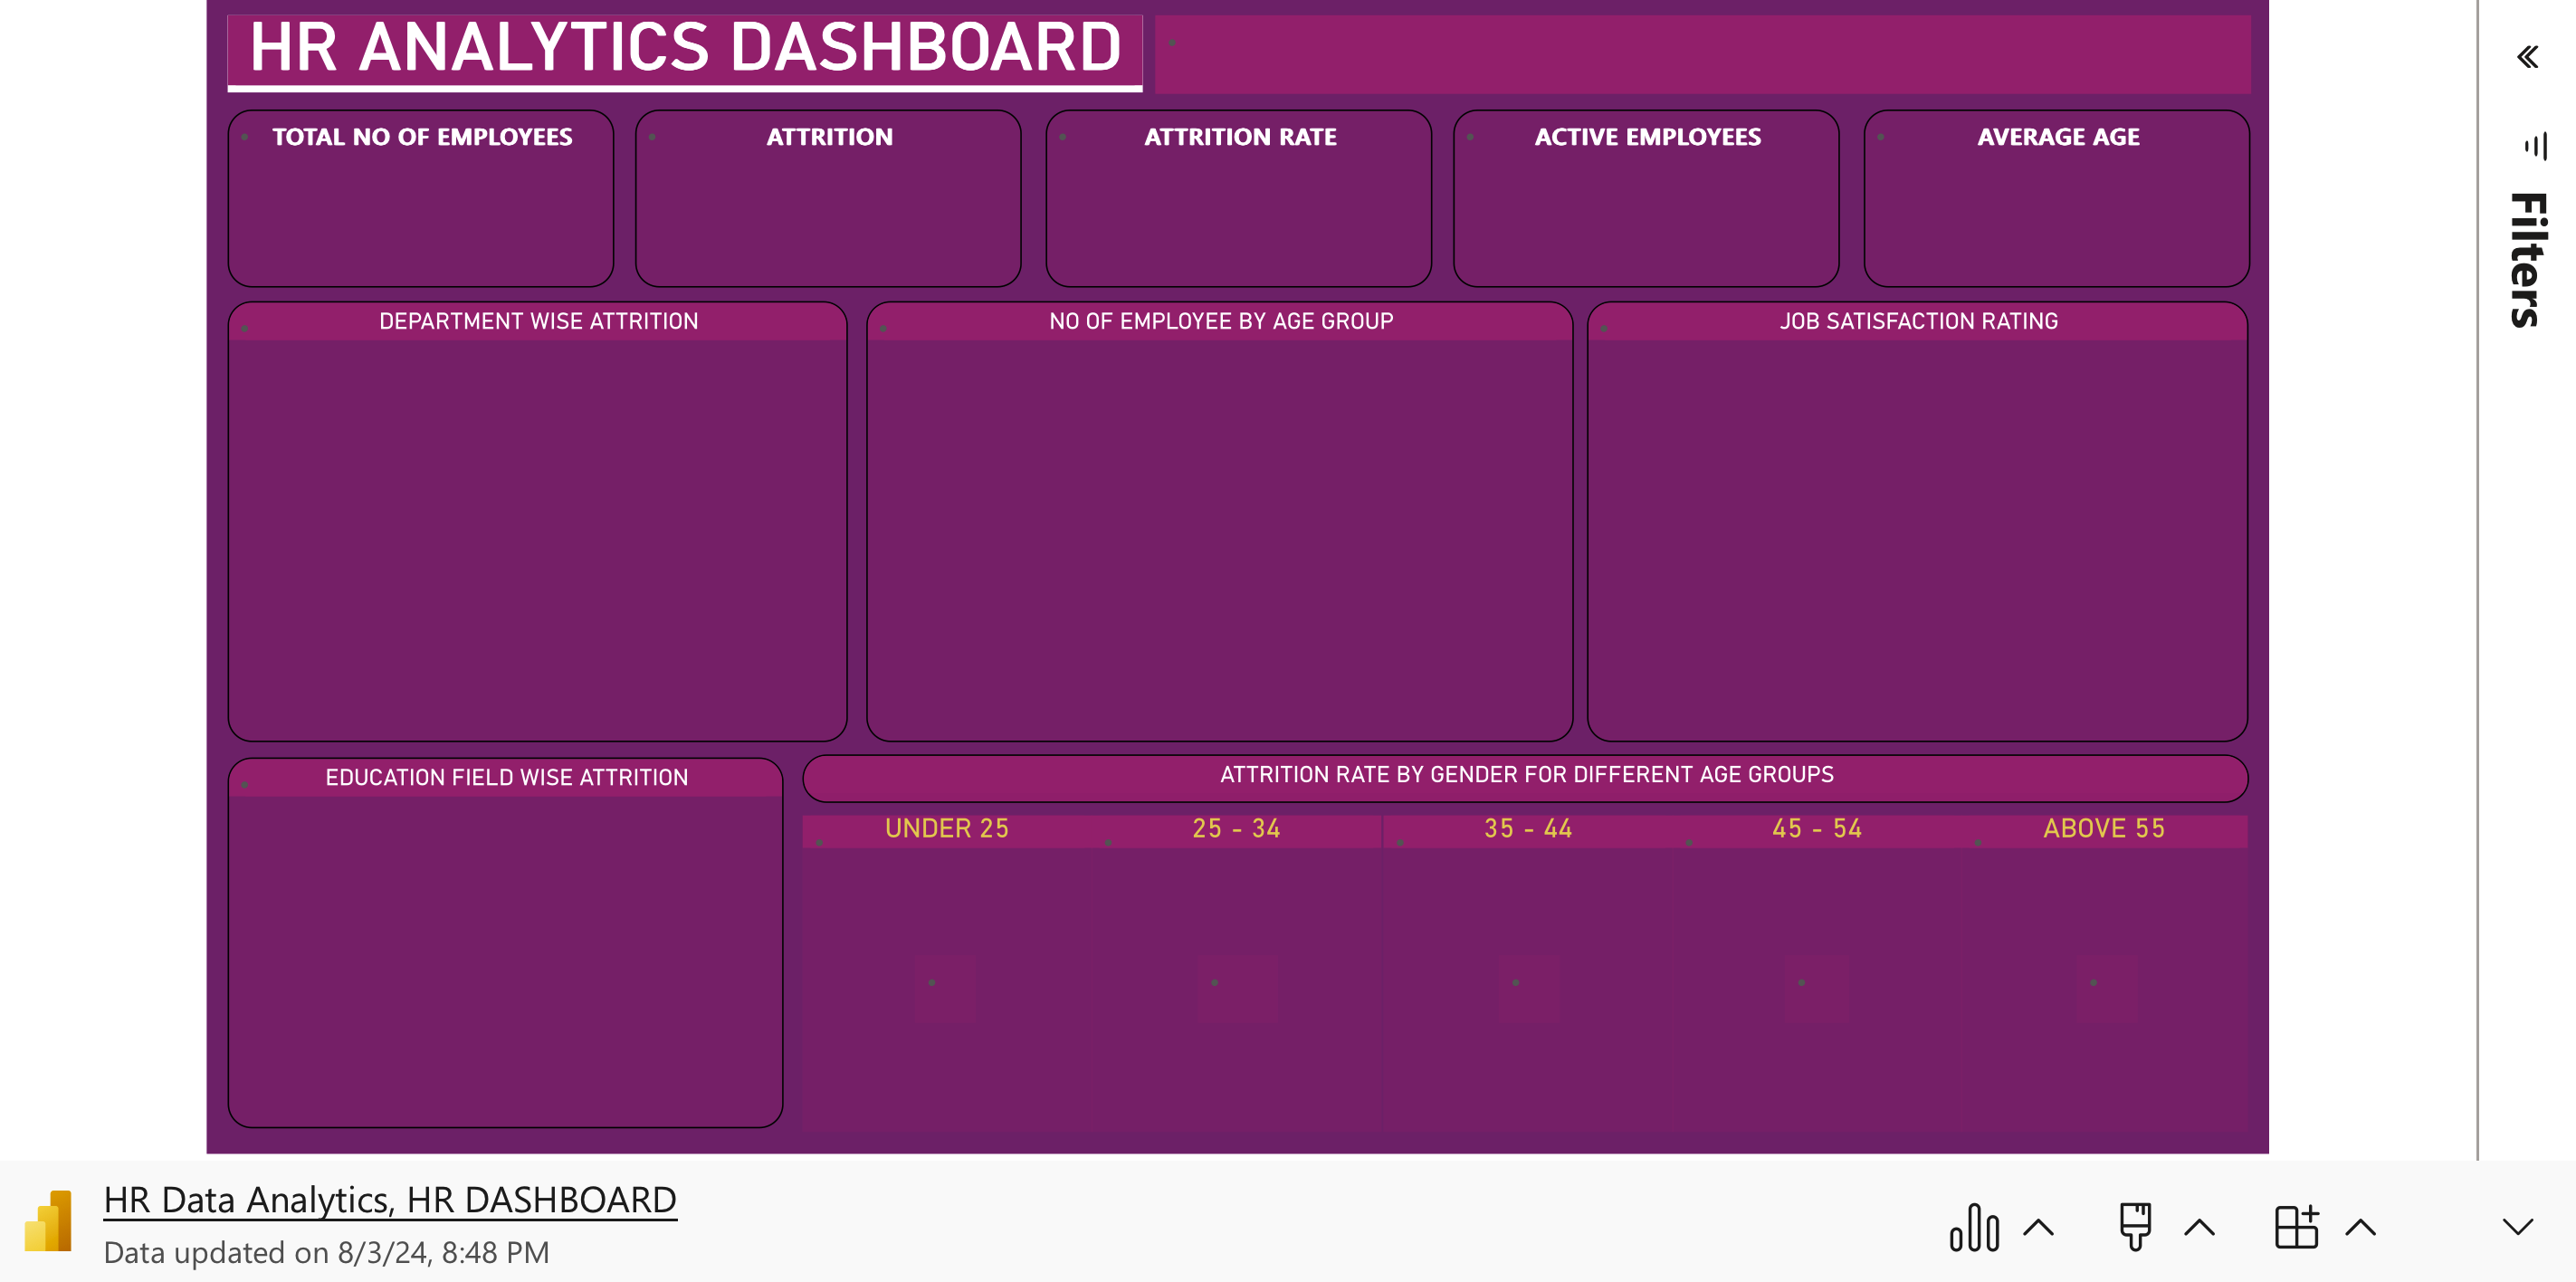 HR ANALYTICS DASHBOARD
TOTAL NO OF EMPLOYEES
ATTRITION
ATTRITION RATE
ACTIVE EMPLOYEES
AVERAGE AGE
DEPARTMENT WISE ATTRITION
NO OF EMPLOYEE BY AGE GROUP
JOB SATISFACTION RATING
EDUCATION FIELD WISE ATTRITION
ATTRITION RATE BY GENDER FOR DIFFERENT AGE GROUPS
UNDER 25
25 - 34
35 - 44
45 - 54
ABOVE 55
Filters
HR Data Analytics, HR DASHBOARD
Data updated on 8/3/24, 8:48 PM